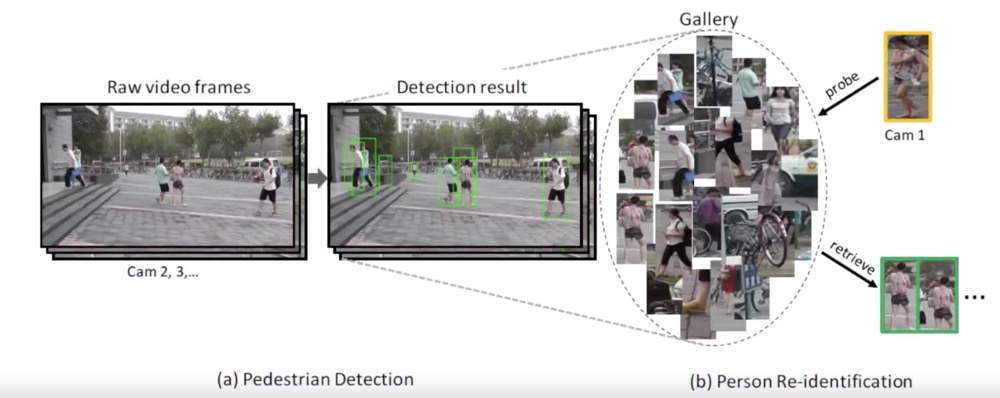 Gallery
Raw video frames
Detection result
probe
Cam 1
Cam 2, 3,...
retrieve
...
(a) Pedestrian Detection
(b) Person Re-identification